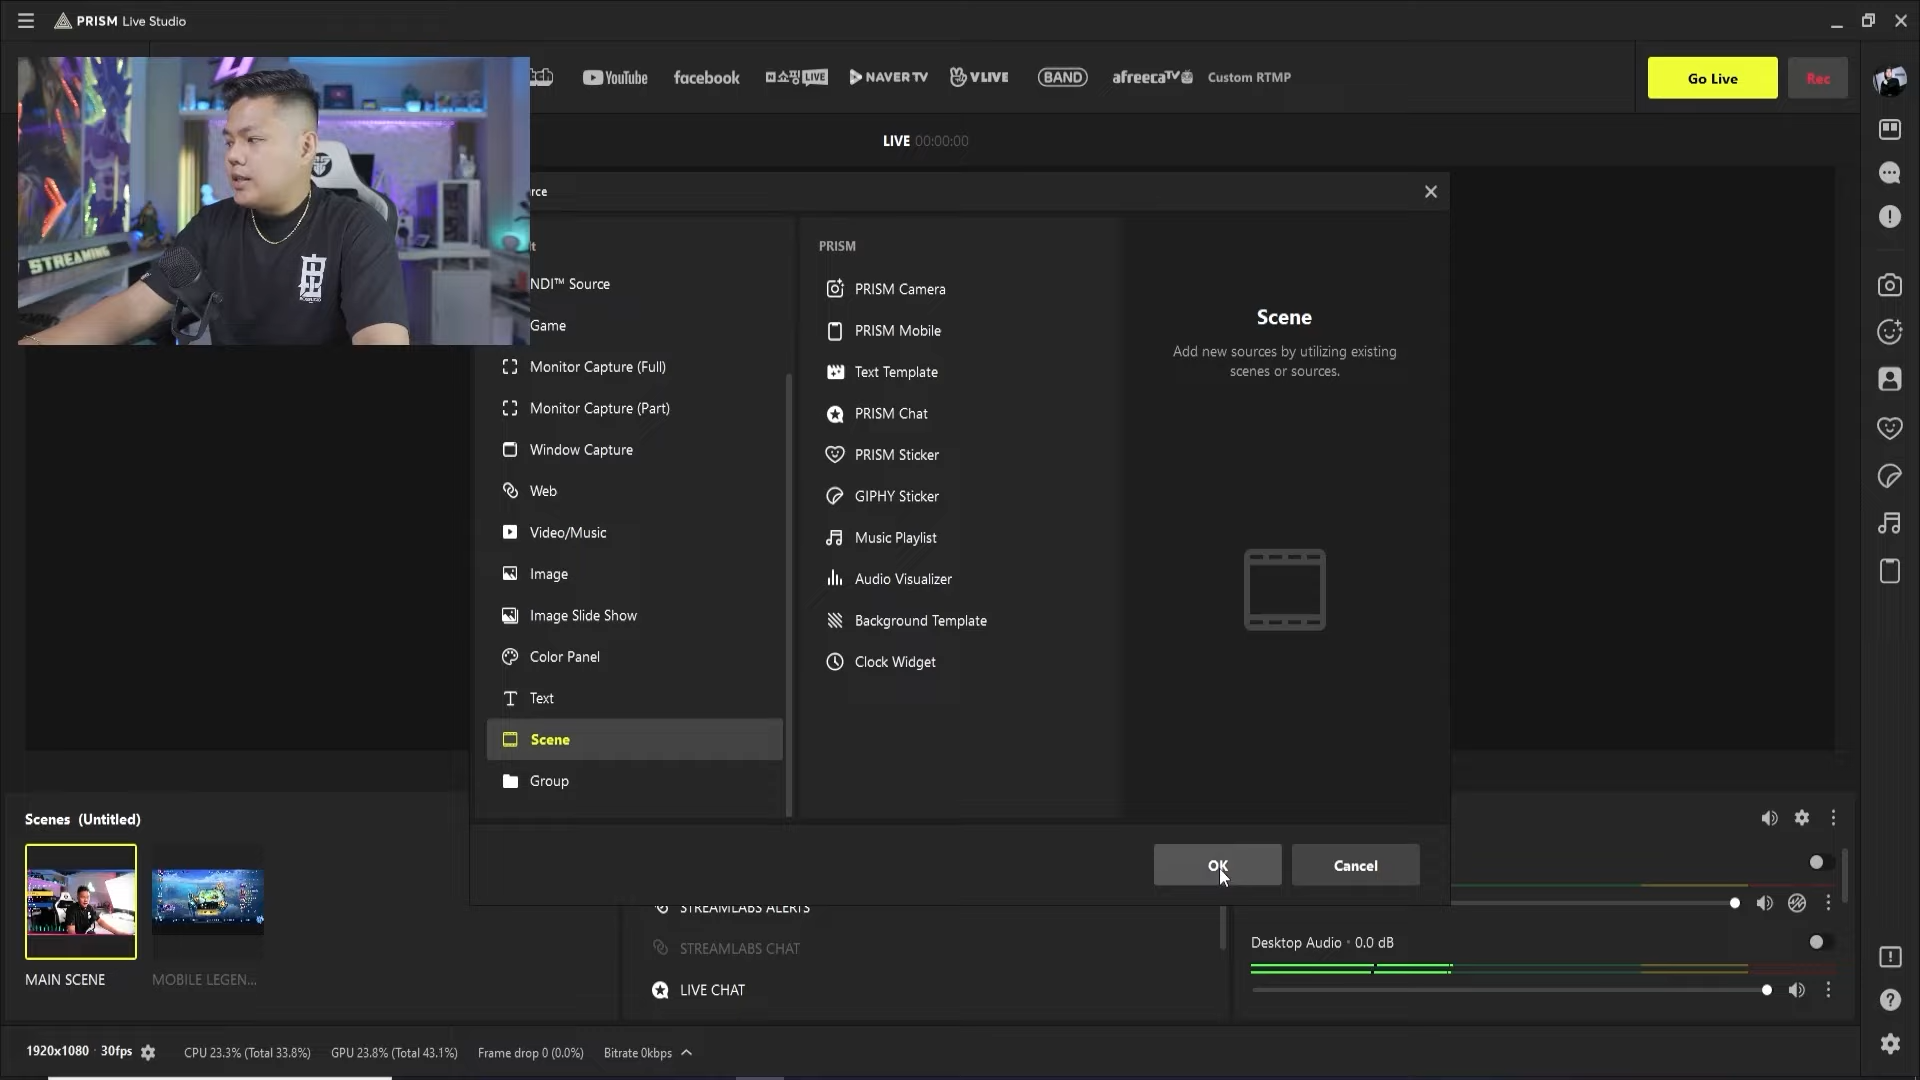 PRISM Live Studio
YouTube
facebook
쇼핑 LIVE
NAVER TV
V LIVE
BAND
afreecaTV
Custom RTMP
Go Live
Rec
LIVE 00:00:00
STREAMING
PRISM
NDI™ Source
Game
Monitor Capture (Full)
Monitor Capture (Part)
Window Capture
Web
Video/Music
Image
Image Slide Show
Color Panel
Text
Scene
Group
PRISM Camera
PRISM Mobile
Text Template
PRISM Chat
PRISM Sticker
GIPHY Sticker
Music Playlist
Audio Visualizer
Background Template
Clock Widget
Scene
Add new sources by utilizing existing
scenes or sources.
OK
Cancel
Scenes (Untitled)
MAIN SCENE
MOBILE LEGEN...
STREAMLABS ALERTS
STREAMLABS CHAT
LIVE CHAT
Desktop Audio • 0.0 dB
1920x1080 · 30fps
CPU 23.3% (Total 33.8%)
GPU 23.8% (Total 43.1%)
Frame drop 0 (0.0%)
Bitrate 0kbps